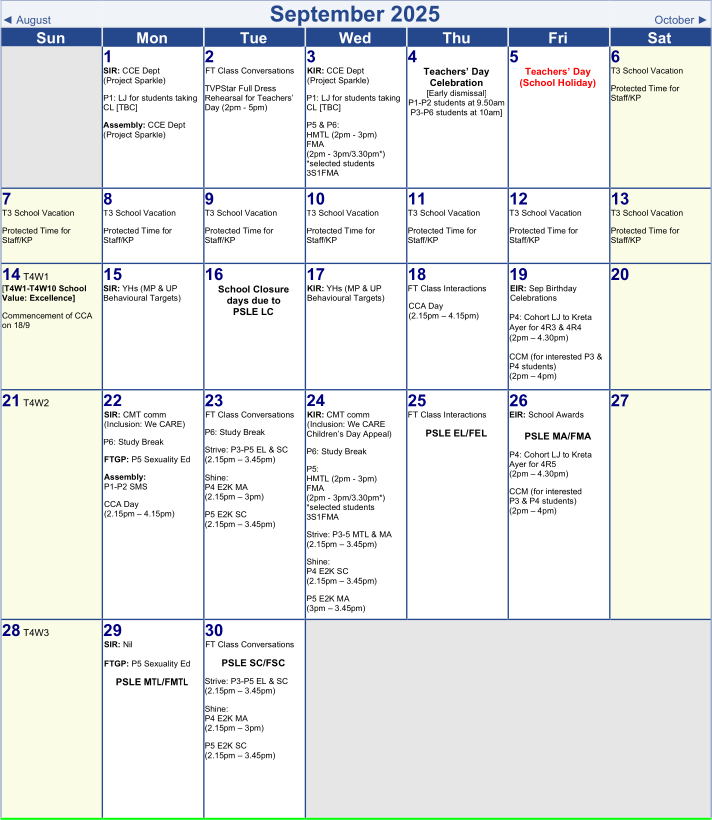 ◄ August
September 2025
October ►
Sun Mon Tue Wed Thu Fri Sat
1
SIR: CCE Dept
(Project Sparkle)
P1: LJ for students taking
CL [TBC]
Assembly: CCE Dept
(Project Sparkle)
2
FT Class Conversations
TVPStar Full Dress
Rehearsal for Teachers'
Day (2pm - 5pm)
3
KIR: CCE Dept
(Project Sparkle)
P1: LJ for students taking
CL [TBC]
P5 & P6:
HMTL (2pm - 3pm)
FMA
(2pm - 3pm/3.30pm*)
*selected students
3S1FMA
4
Teachers' Day
Celebration
[Early dismissal]
P1-P2 students at 9.50am
P3-P6 students at 10am]
5
Teachers' Day
(School Holiday)
6
T3 School Vacation
Protected Time for
Staff/KP
7
T3 School Vacation
Protected Time for
Staff/KP
8
T3 School Vacation
Protected Time for
Staff/KP
9
T3 School Vacation
Protected Time for
Staff/KP
10
T3 School Vacation
Protected Time for
Staff/KP
11
T3 School Vacation
Protected Time for
Staff/KP
12
T3 School Vacation
Protected Time for
Staff/KP
13
T3 School Vacation
Protected Time for
Staff/KP
14 T4W1
[T4W1-T4W10 School
Value: Excellence]
Commencement of CCA
on 18/9
15
SIR: YHs (MP & UP
Behavioural Targets)
16
School Closure
days due to
PSLE LC
17
KIR: YHs (MP & UP
Behavioural Targets)
18
FT Class Interactions
CCA Day
(2.15pm – 4.15pm)
19
EIR: Sep Birthday
Celebrations
P4: Cohort LJ to Kreta
Ayer for 4R3 & 4R4
(2pm – 4.30pm)
CCM (for interested P3 &
P4 students)
(2pm – 4pm)
20
21 T4W2
22
SIR: CMT comm
(Inclusion: We CARE)
P6: Study Break
FTGP: P5 Sexuality Ed
Assembly:
P1-P2 SMS
CCA Day
(2.15pm – 4.15pm)
23
FT Class Conversations
P6: Study Break
Strive: P3-P5 EL & SC
(2.15pm – 3.45pm)
Shine:
P4 E2K MA
(2.15pm – 3pm)
P5 E2K SC
(2.15pm – 3.45pm)
24
KIR: CMT comm
(Inclusion: We CARE
Children's Day Appeal)
P6: Study Break
P5:
HMTL (2pm - 3pm)
FMA
(2pm - 3pm/3.30pm*)
*selected students
3S1FMA
Strive: P3-5 MTL & MA
(2.15pm – 3.45pm)
Shine:
P4 E2K SC
(2.15pm – 3.45pm)
P5 E2K MA
(3pm – 3.45pm)
25
FT Class Interactions
PSLE EL/FEL
26
EIR: School Awards
PSLE MA/FMA
P4: Cohort LJ to Kreta
Ayer for 4R5
(2pm – 4.30pm)
CCM (for interested
P3 & P4 students)
(2pm – 4pm)
27
28 T4W3
29
SIR: Nil
FTGP: P5 Sexuality Ed
PSLE MTL/FMTL
30
FT Class Conversations
PSLE SC/FSC
Strive: P3-P5 EL & SC
(2.15pm – 3.45pm)
Shine:
P4 E2K MA
(2.15pm – 3pm)
P5 E2K SC
(2.15pm – 3.45pm)